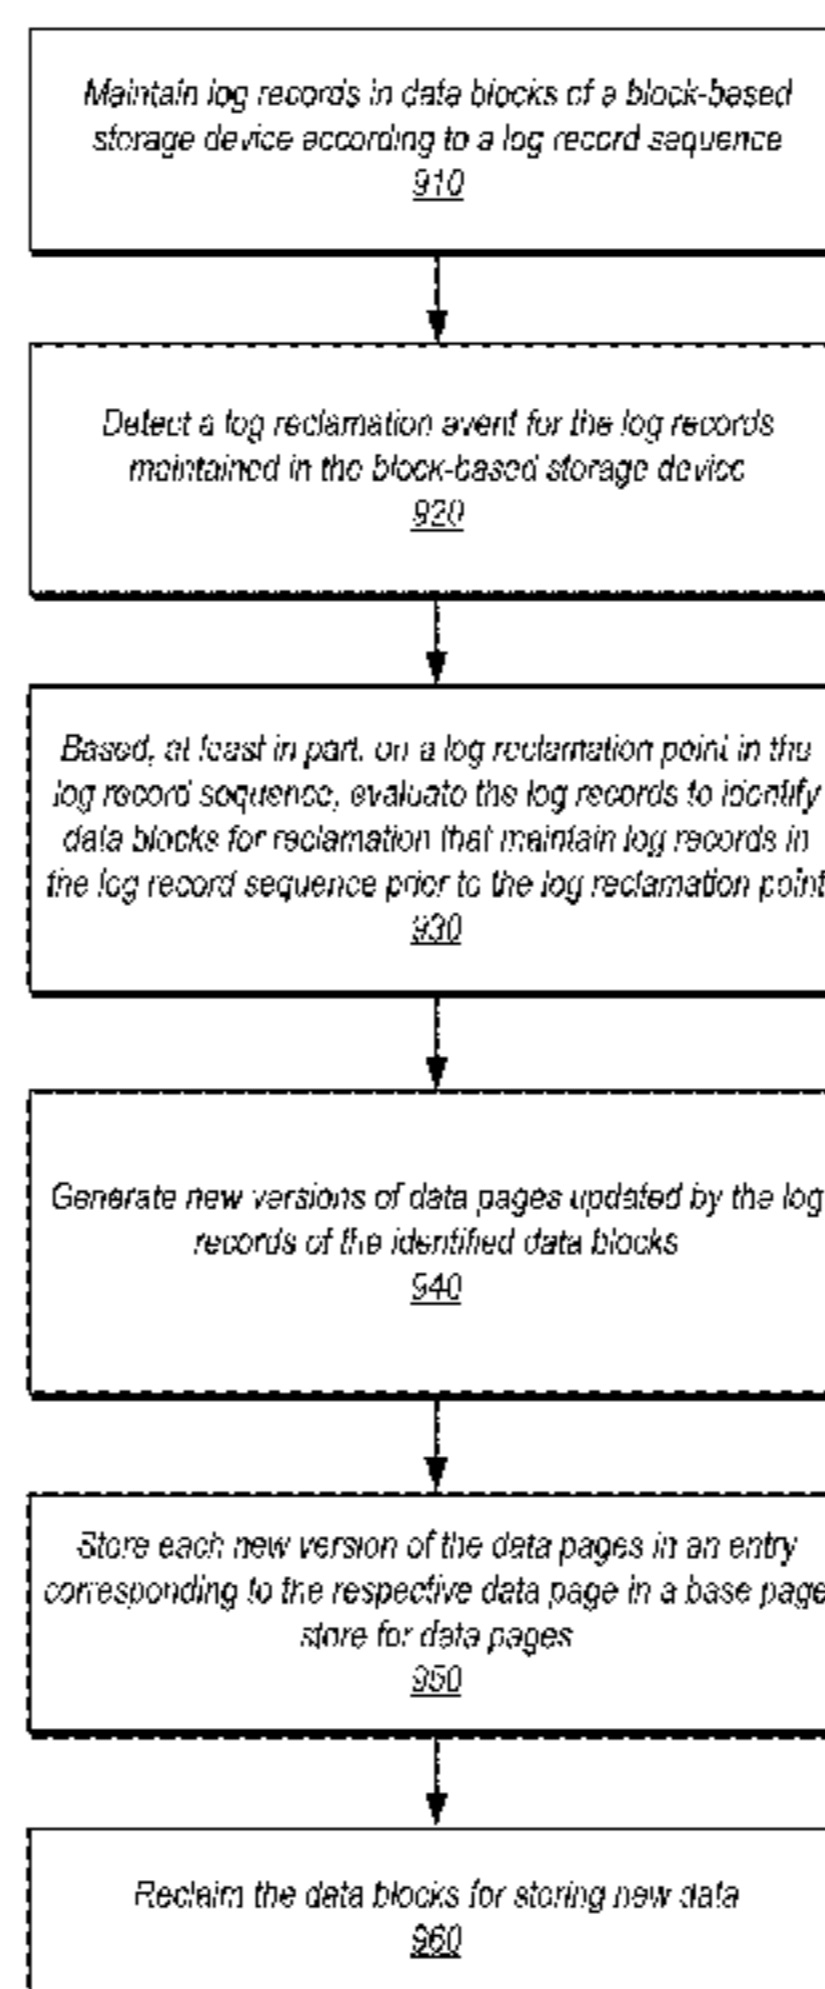 Maintain log records in data blocks of a block-based
storage device according to a log record sequence
910
Detect a log reclamation event for the log records
maintained in the block-based storage device
920
Based, at least in part, on a log reclamation point in the
log record sequence, evaluate the log records to identify
data blocks for reclamation that maintain log records in
the log record sequence prior to the log reclamation point
930
Generate new versions of data pages updated by the log
records of the identified data blocks
940
Store each new version of the data pages in an entry
corresponding to the respective data page in a base page
store for data pages
950
Reclaim the data blocks for storing new data
960